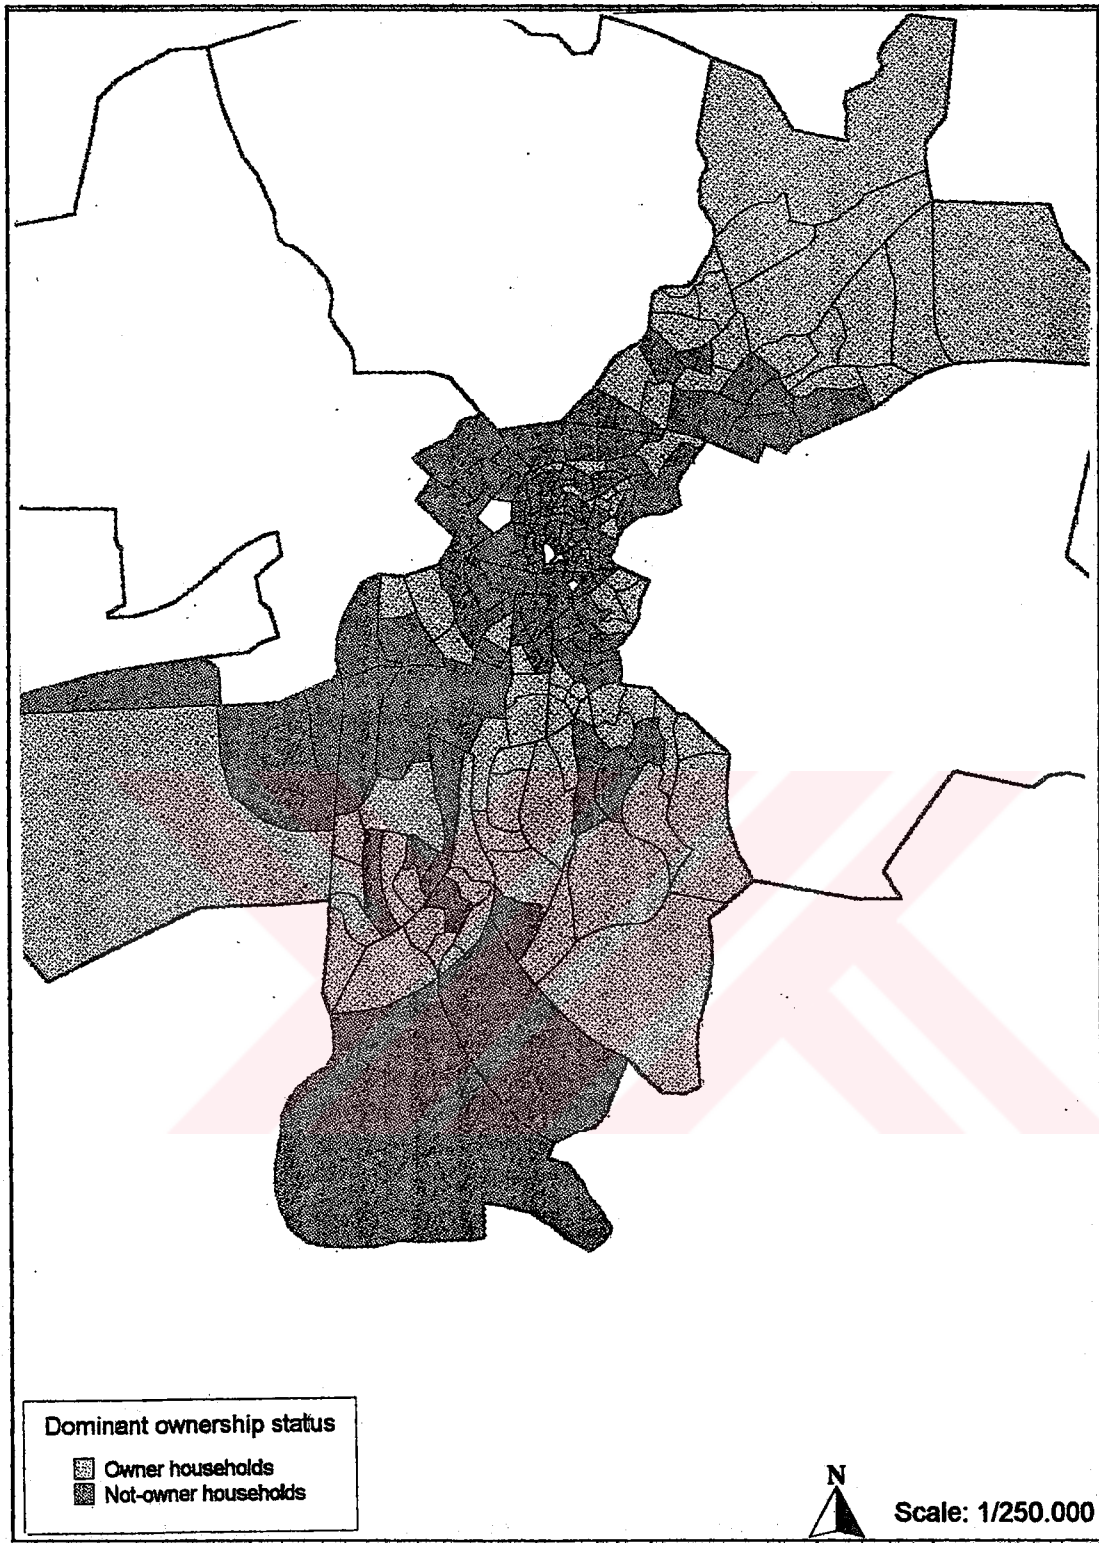 Dominant ownership status
Owner households
Not-owner households
N
Scale: 1/250.000